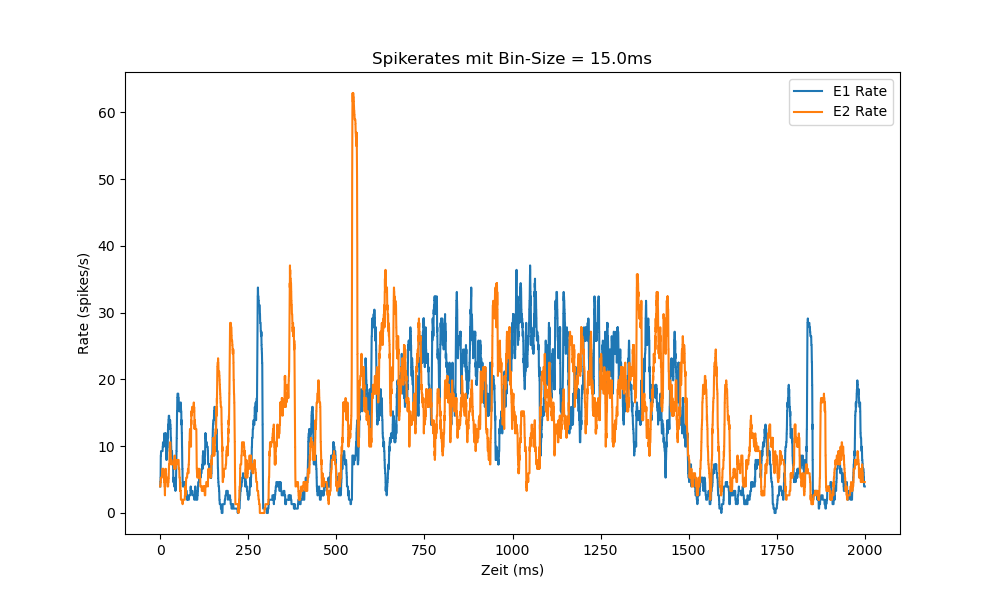 Spikerates mit Bin-Size = 15.0ms
E1 Rate
E2 Rate
Rate (spikes/s)
60
50
40
30
20
10
0
0 250 500 750 1000 1250 1500 1750 2000
Zeit (ms)